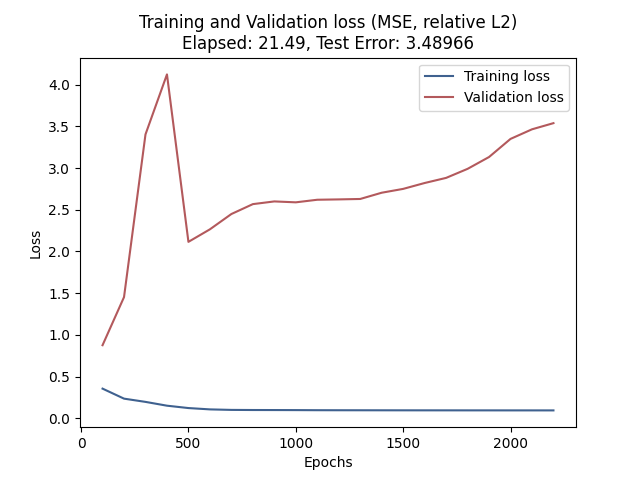 Training and Validation loss (MSE, relative L2)
Elapsed: 21.49, Test Error: 3.48966
Training loss
Validation loss
4.0
3.5
3.0
2.5
2.0
1.5
1.0
0.5
0.0
Loss
0
500
1000
1500
2000
Epochs